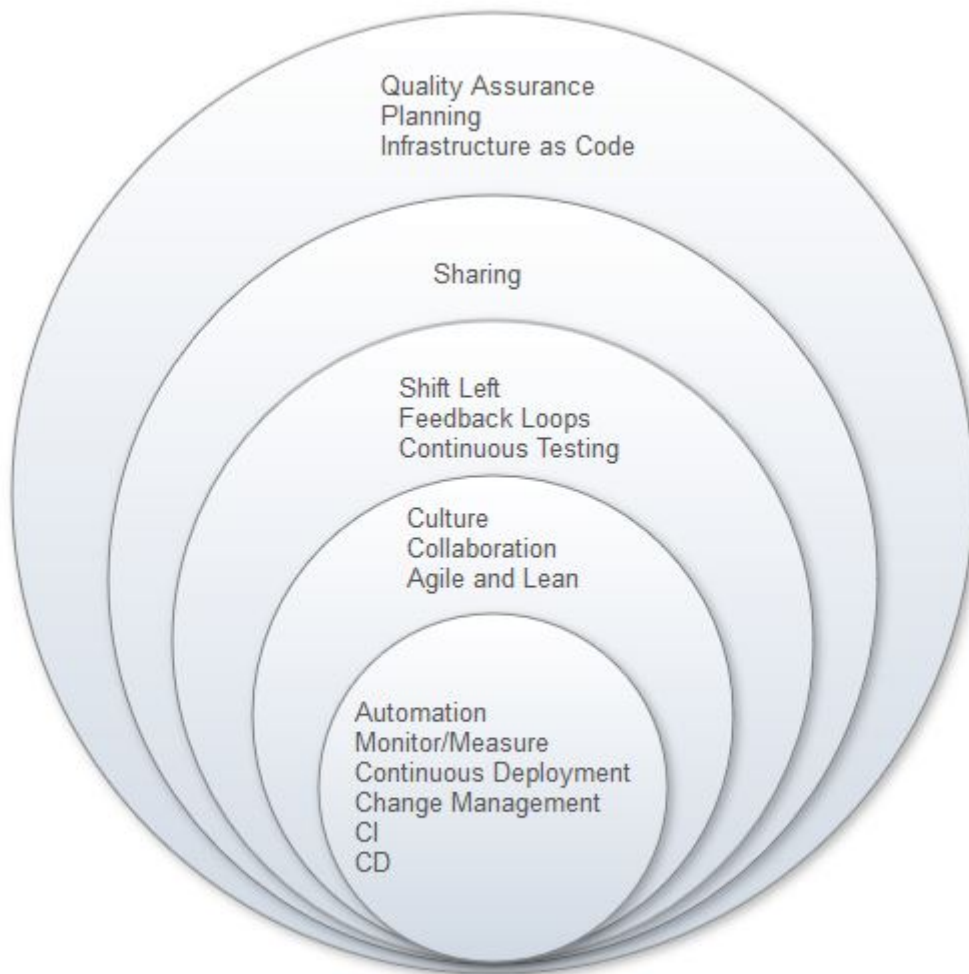 Quality Assurance
Planning
Infrastructure as Code
Sharing
Shift Left
Feedback Loops
Continuous Testing
Culture
Collaboration
Agile and Lean
Automation
Monitor/Measure
Continuous Deployment
Change Management
CI
CD